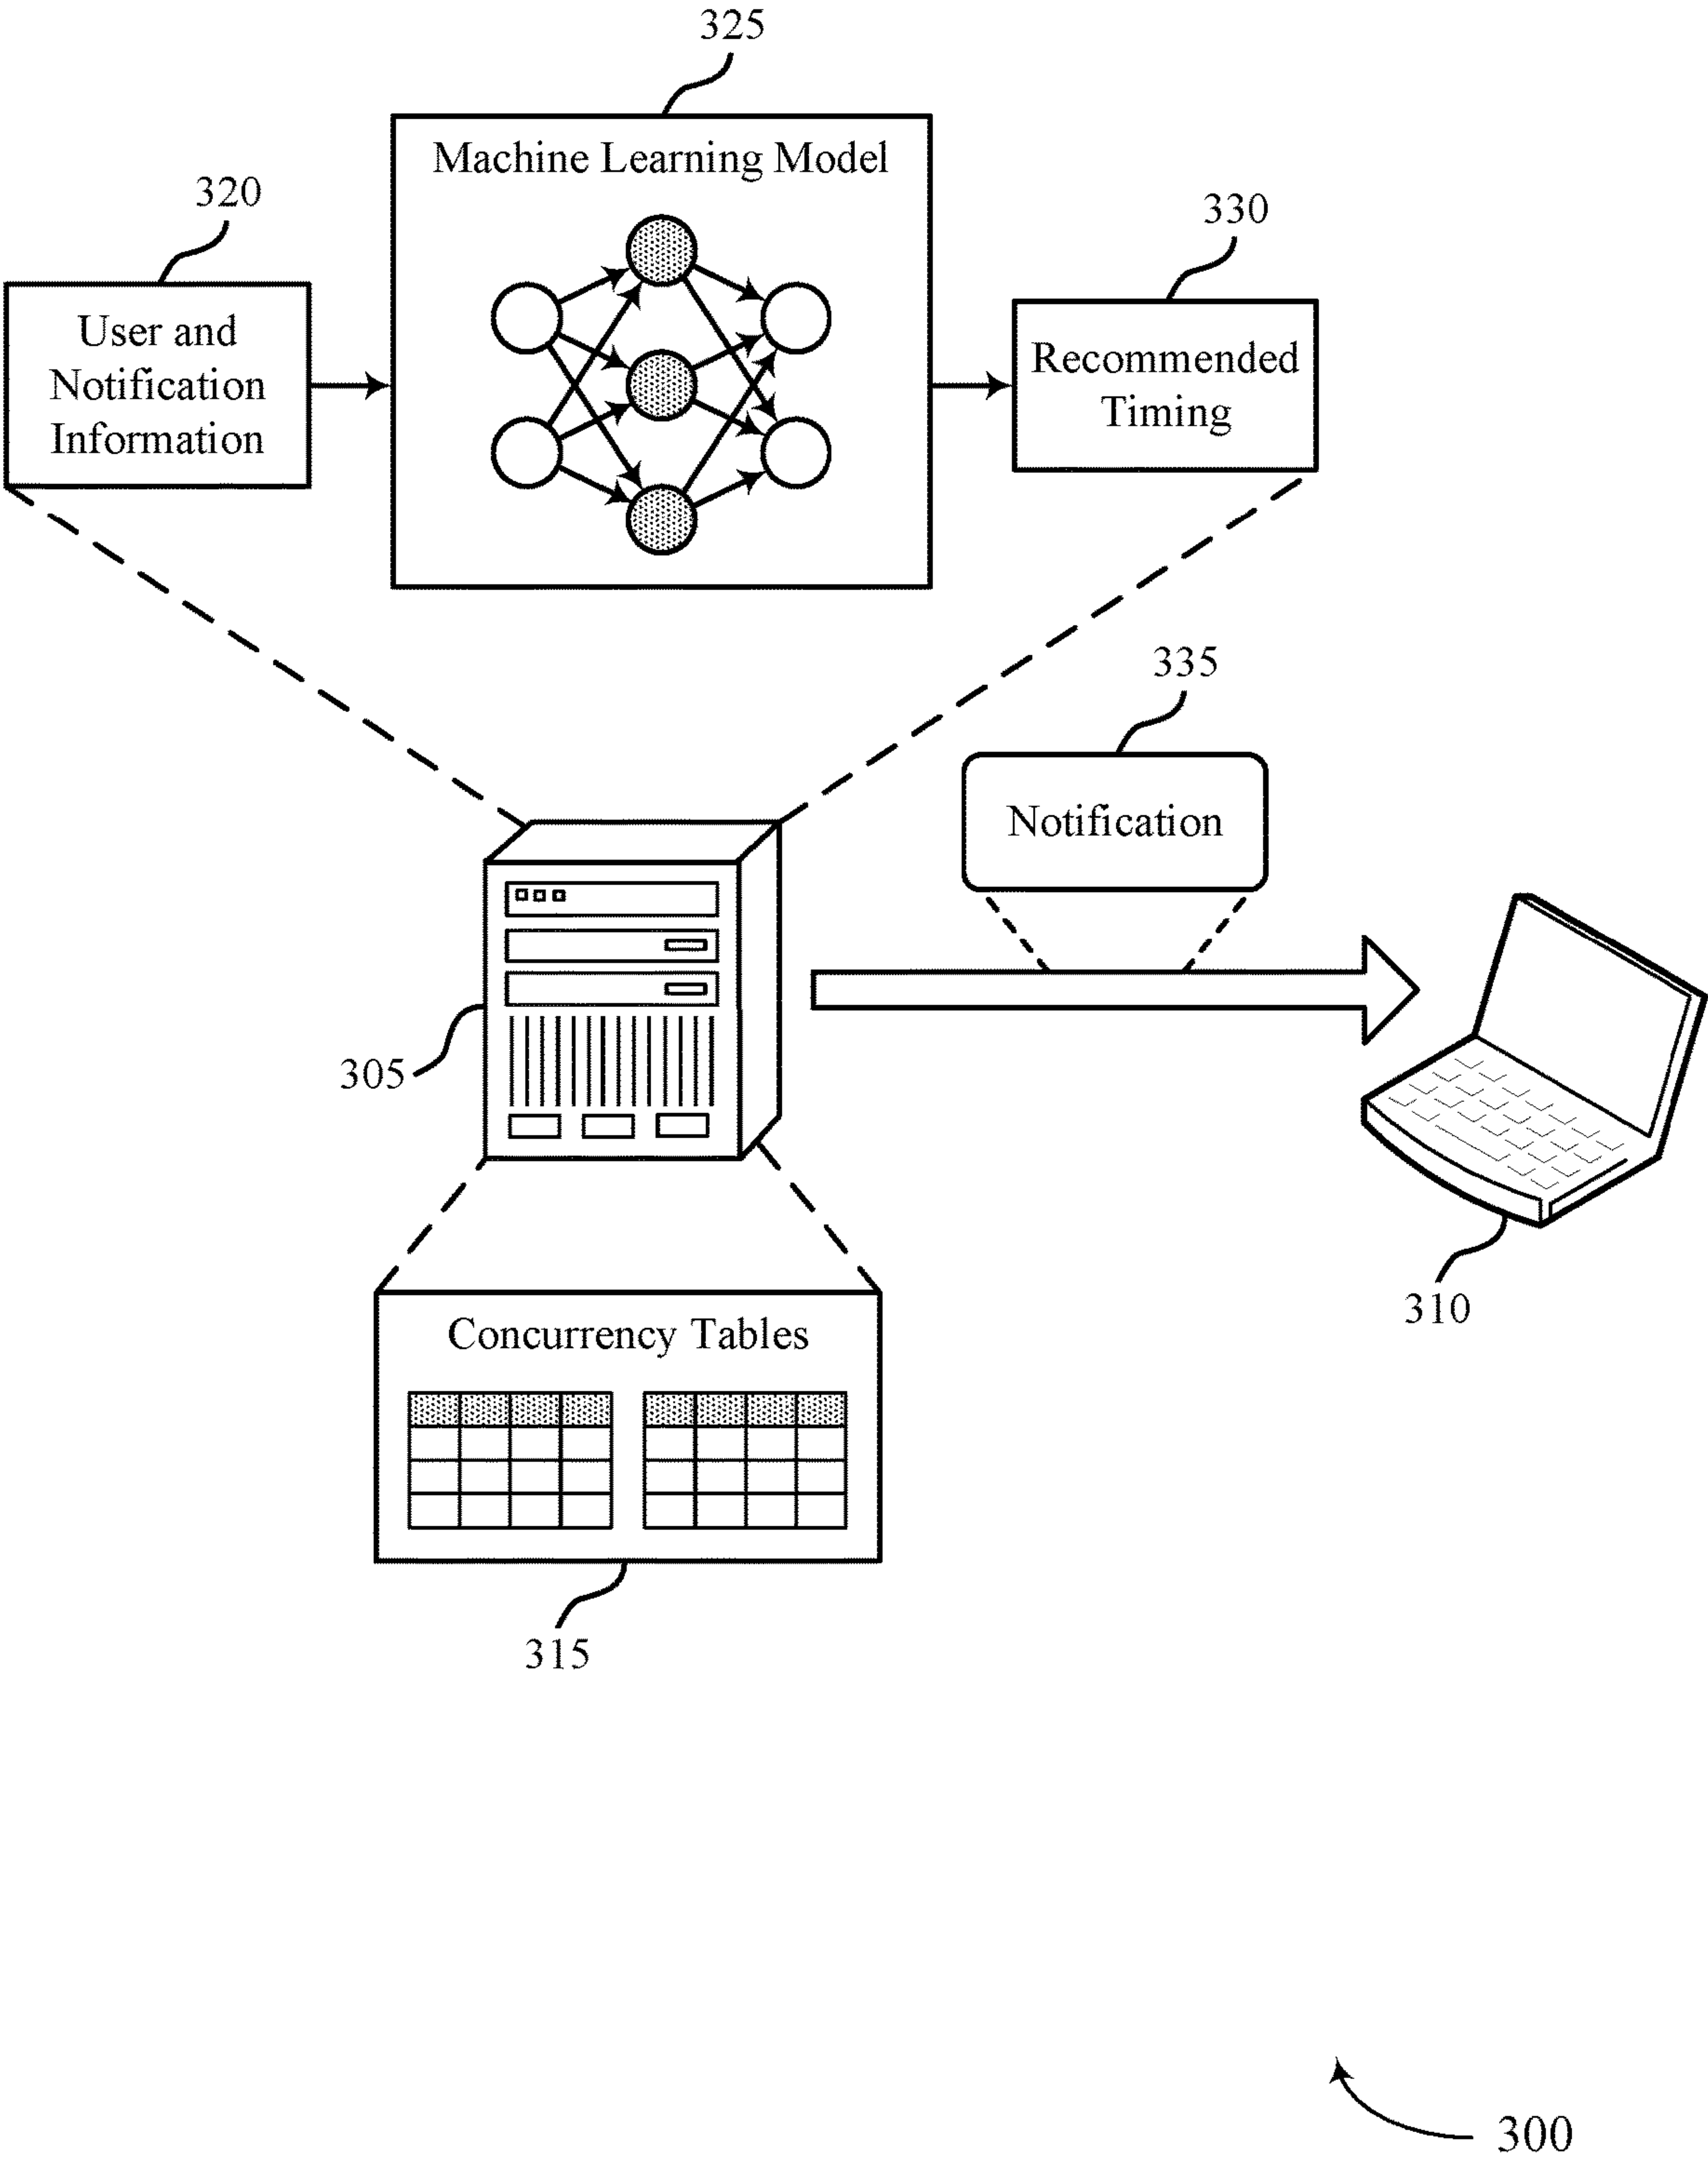 325
Machine Learning Model
320
330
User and
Notification
Information
Recommended
Timing
335
Notification
305
310
Concurrency Tables
315
300